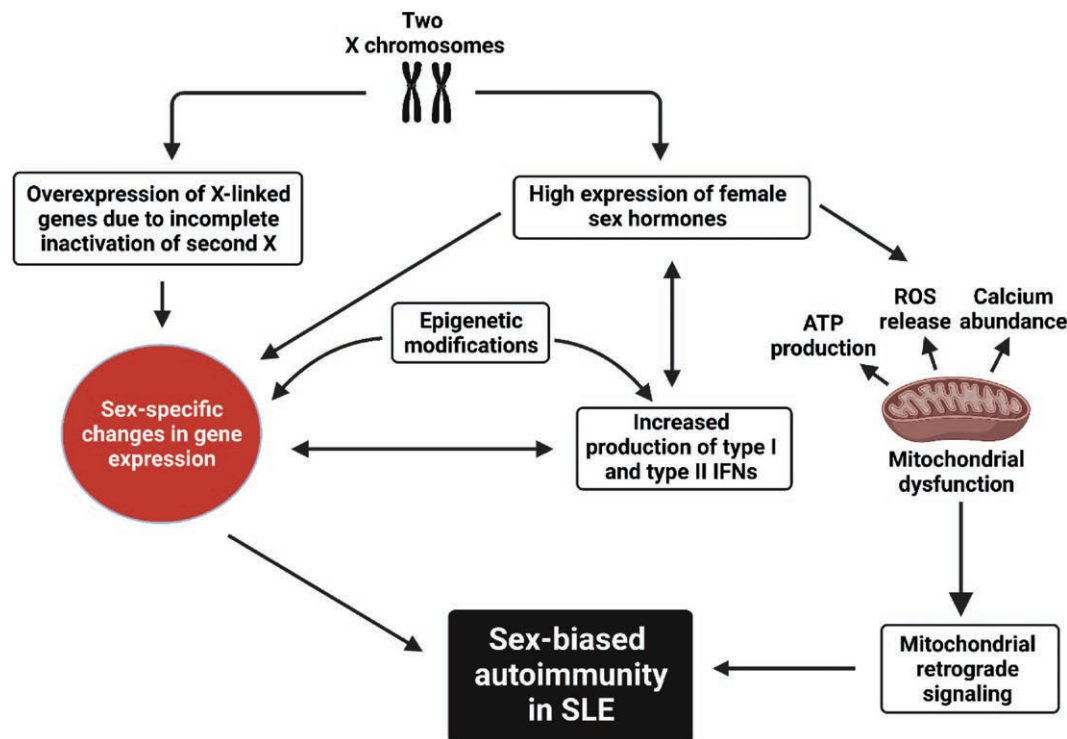 Two
X chromosomes
Overexpression of X-linked
genes due to incomplete
inactivation of second X
High expression of female
sex hormones
Epigenetic
modifications
ATP
production
ROS
release
Calcium
abundance
Sex-specific
changes in gene
expression
Increased
production of type I
and type II IFNs
Mitochondrial
dysfunction
Sex-biased
autoimmunity
in SLE
Mitochondrial
retrograde
signaling